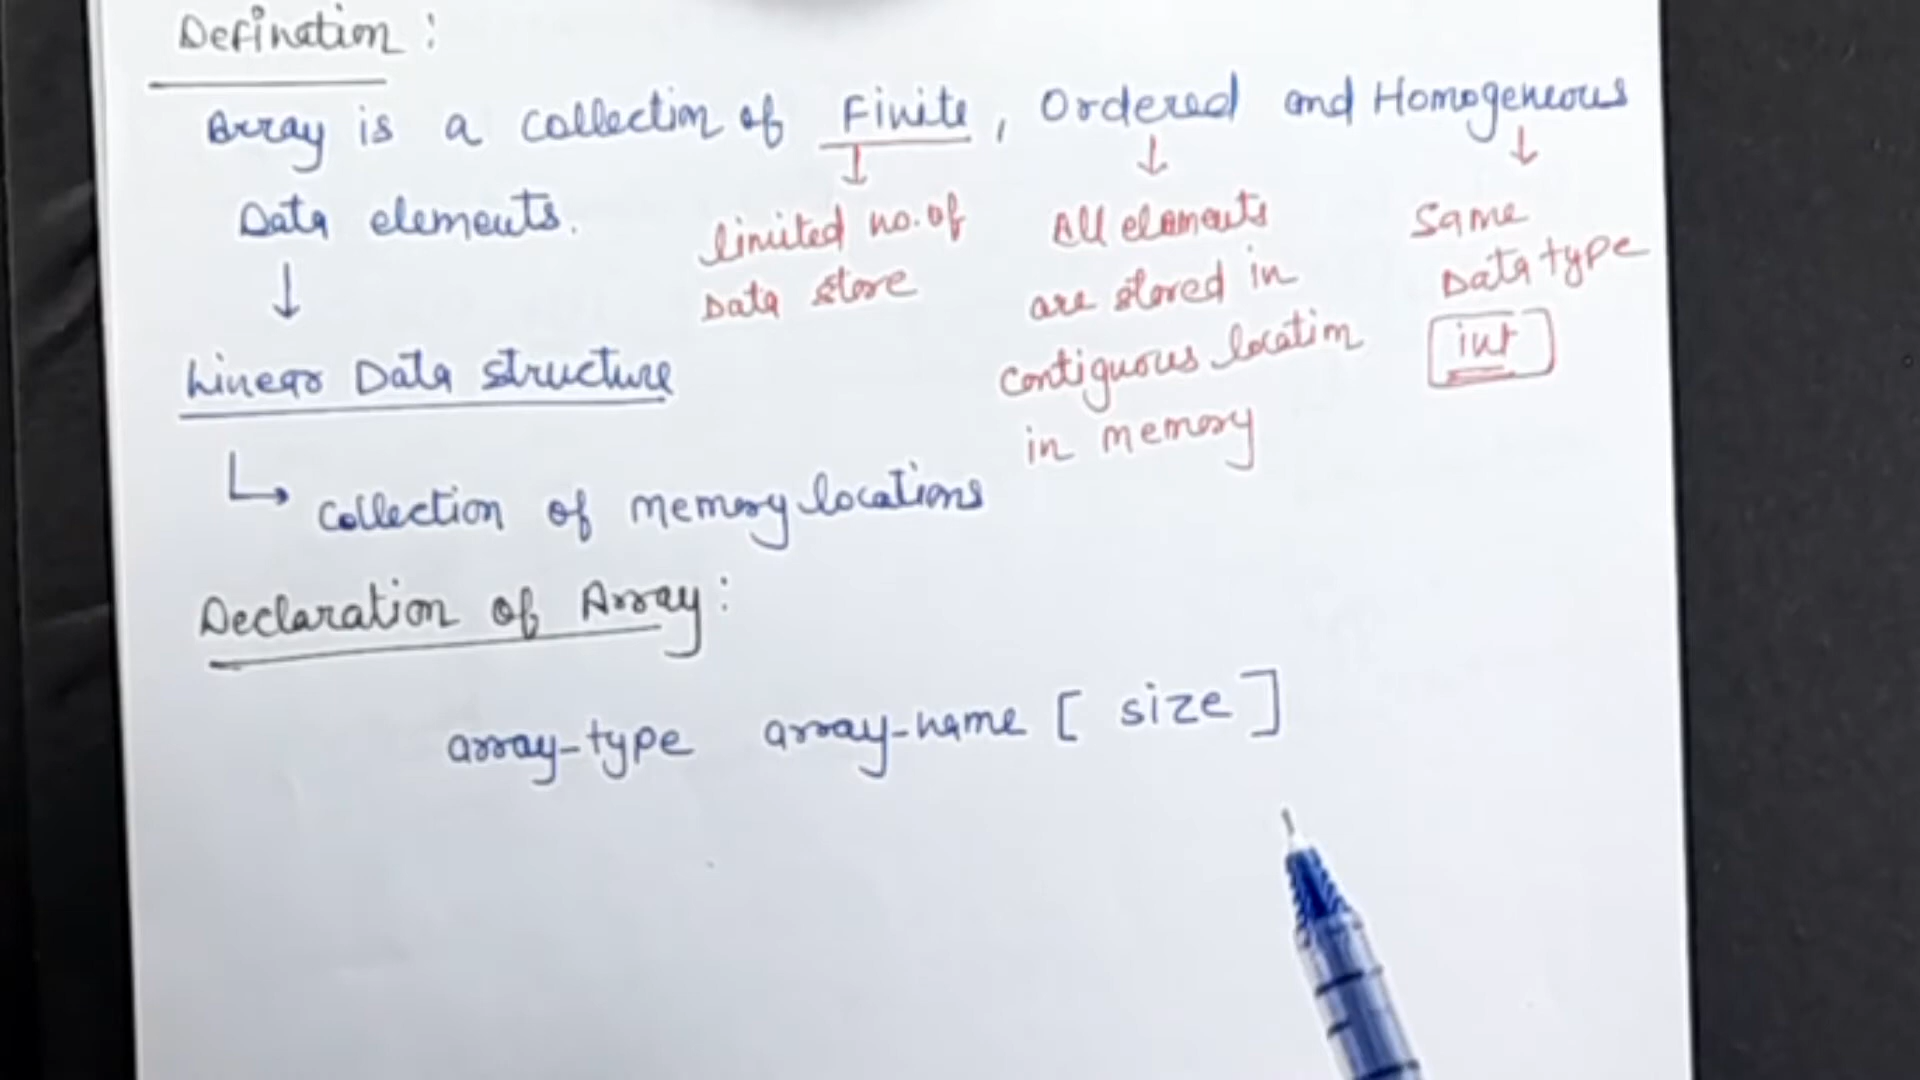 Defination :
Array is a collection of Finite, Ordered and Homogeneous
Data elements.
limited no. of
Data store
All elements
are stored in
contiguous location
in memory
Same
Data type
int
Linear Data structure
collection of memory locations
Declaration of Array :
array-type array-name [ size ]